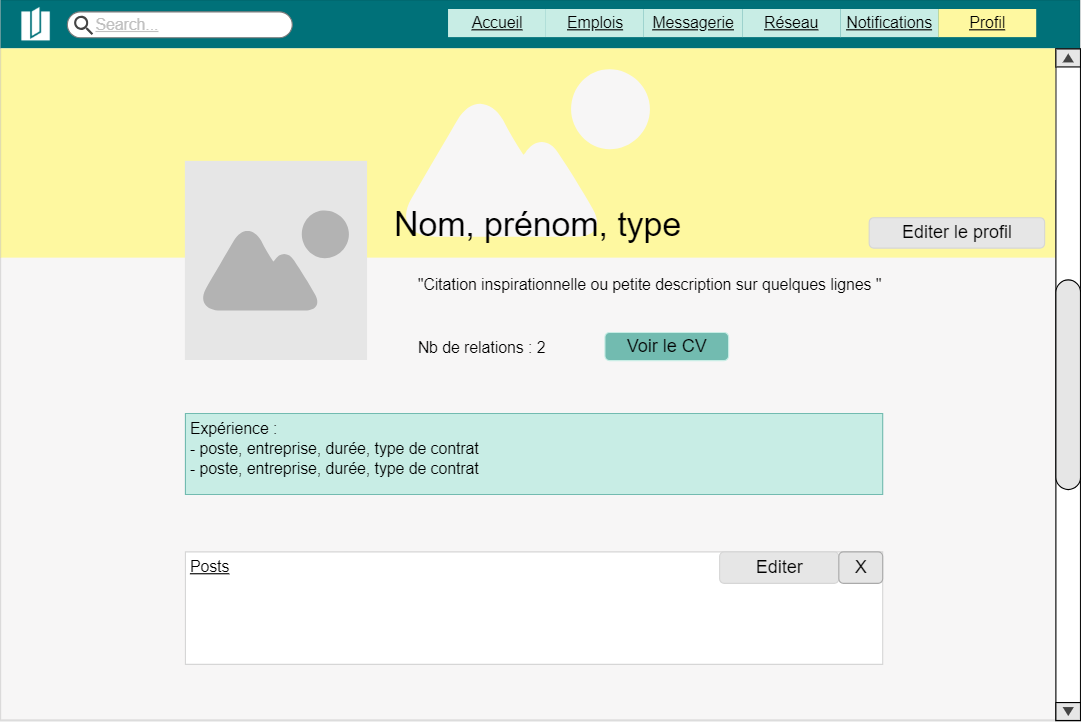 Search...
Accueil
Emplois
Messagerie
Réseau
Notifications
Profil
Nom, prénom, type
Editer le profil
"Citation inspirationnelle ou petite description sur quelques lignes "
Nb de relations : 2
Voir le CV
Expérience :
- poste, entreprise, durée, type de contrat
- poste, entreprise, durée, type de contrat
Posts
Editer
X